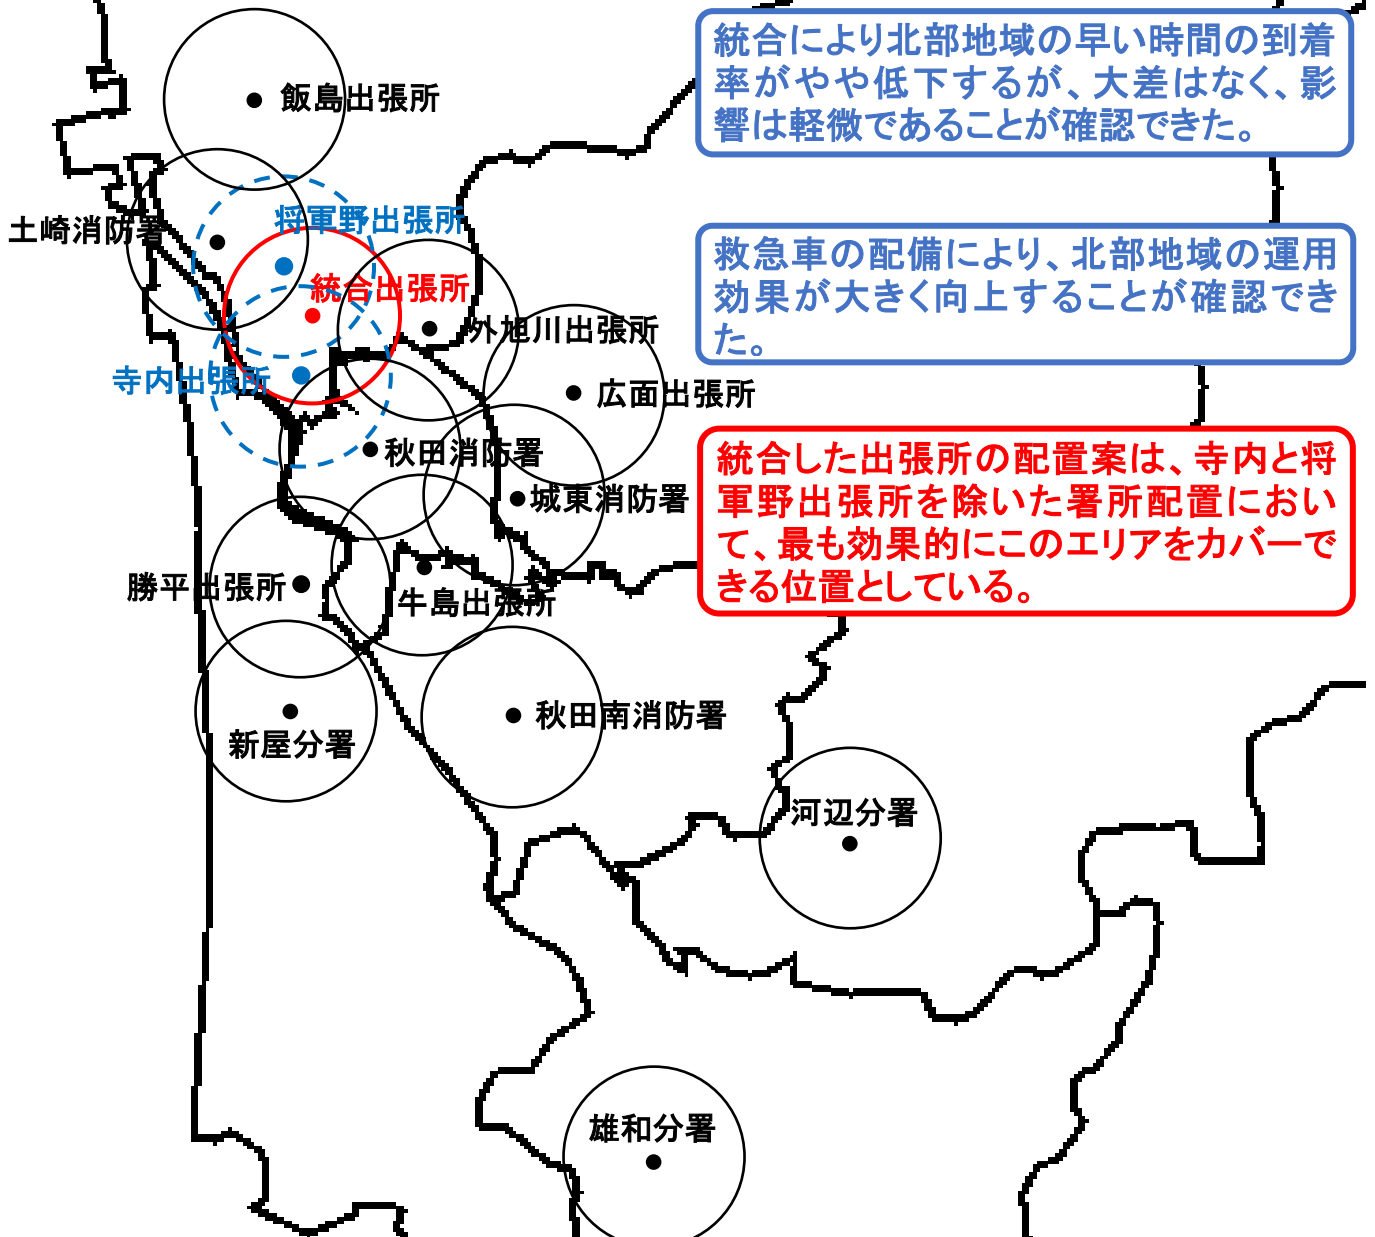 統合により北部地域の早い時間の到着
率がやや低下するが、大差はなく、影
響は軽微であることが確認できた。
飯島出張所
土崎消防署
将軍野出張所
救急車の配備により、北部地域の運用
効果が大きく向上することが確認でき
た。
統合出張所
外旭川出張所
寺内出張所
広面出張所
秋田消防署
統合した出張所の配置案は、寺内と将
軍野出張所を除いた署所配置におい
て、最も効果的にこのエリアをカバーで
きる位置としている。
城東消防署
勝平出張所
牛島出張所
秋田南消防署
新屋分署
河辺分署
雄和分署